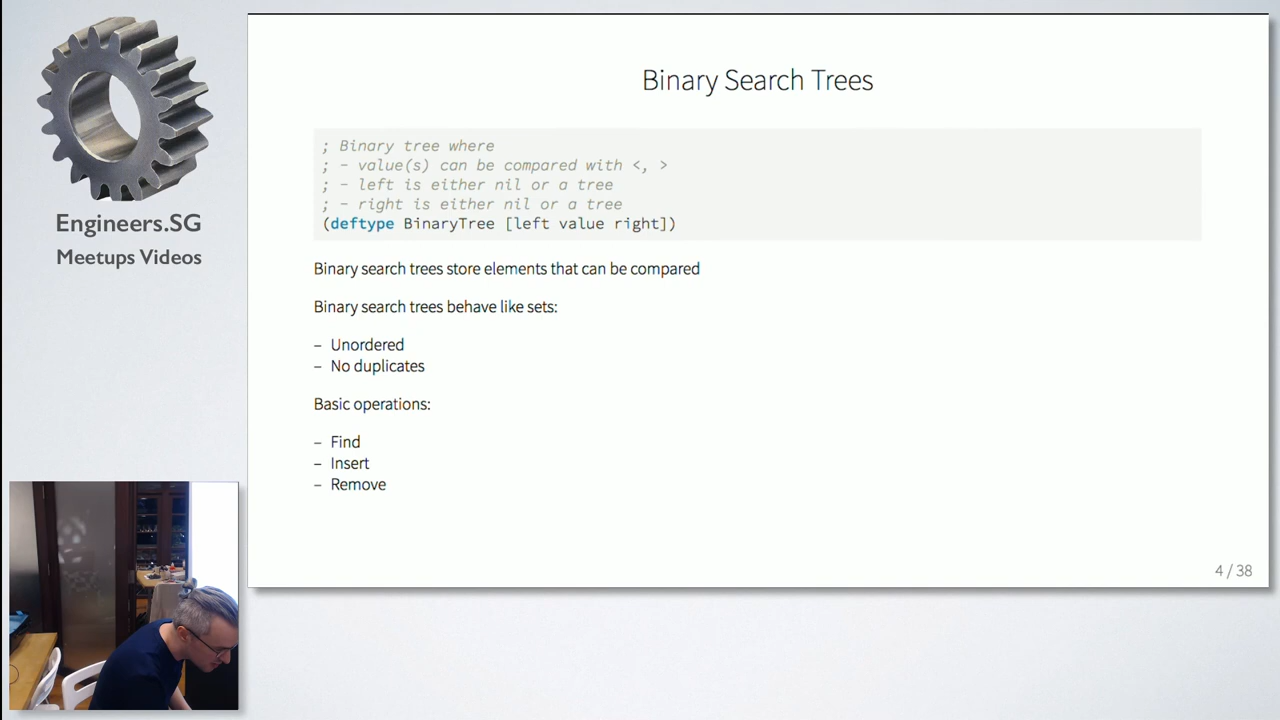 Engineers.SG
Meetups Videos
Binary Search Trees
; Binary tree where
; - value(s) can be compared with <, >
; - left is either nil or a tree
; - right is either nil or a tree
(deftype BinaryTree [left value right])
Binary search trees store elements that can be compared
Binary search trees behave like sets:
– Unordered
– No duplicates
Basic operations:
– Find
– Insert
– Remove
4 / 38